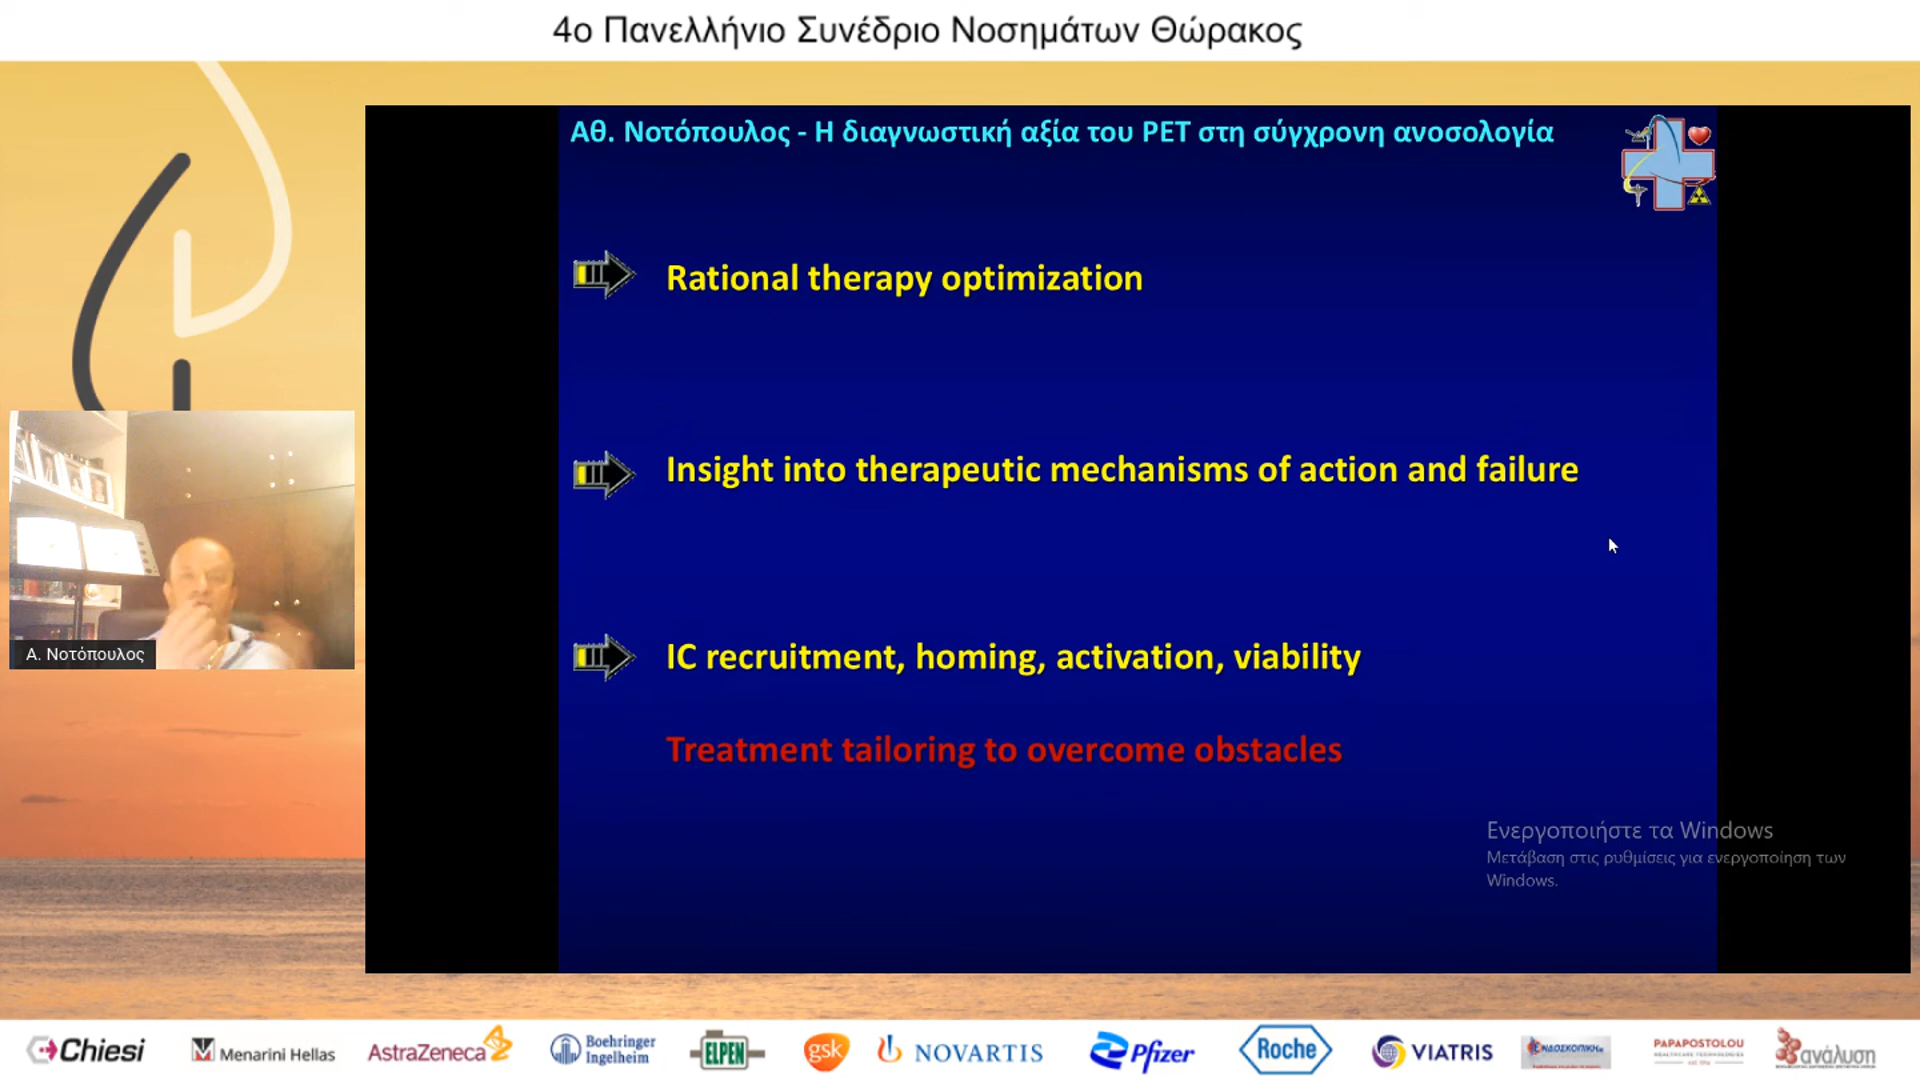 4ο Πανελλήνιο Συνέδριο Νοσημάτων Θώρακος
Αθ. Νοτόπουλος - Η διαγνωστική αξία του PET στη σύγχρονη ανοσολογία
Rational therapy optimization
Insight into therapeutic mechanisms of action and failure
IC recruitment, homing, activation, viability
Treatment tailoring to overcome obstacles
Α. Νοτόπουλος
Ενεργοποιήστε τα Windows
Μετάβαση στις ρυθμίσεις για ενεργοποίηση των
Windows.
Chiesi
Menarini Hellas
AstraZeneca
Boehringer
Ingelheim
ELPEN
gsk
NOVARTIS
Pfizer
Roche
VIATRIS
ΕΝΔΟΣΚΟΠΙΚΗ
PAPAPOSTOLOU
HEALTHCARE TECHNOLOGIES
ανάλυση